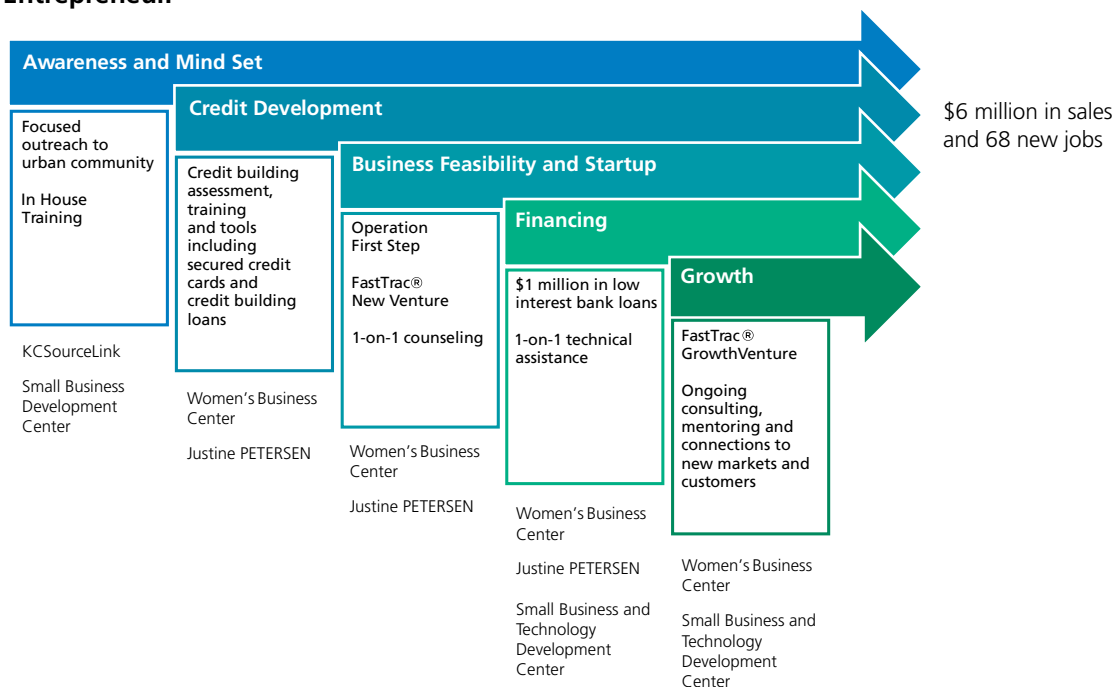 Awareness and Mind Set
Focused
outreach to
urban community
In House
Training
KCSourceLink
Small Business
Development
Center
Credit Development
Credit building
assessment,
training
and tools
including
secured credit
cards and
credit building
loans
Women's Business
Center
Justine PETERSEN
Business Feasibility and Startup
Operation
First Step
FastTrac®
New Venture
1-on-1 counseling
Women's Business
Center
Justine PETERSEN
Financing
$1 million in low
interest bank loans
1-on-1 technical
assistance
Women's Business
Center
Justine PETERSEN
Small Business and
Technology
Development
Center
Growth
FastTrac®
GrowthVenture
Ongoing
consulting,
mentoring and
connections to
new markets and
customers
Women's Business
Center
Small Business and
Technology
Development
Center
$6 million in sales
and 68 new jobs